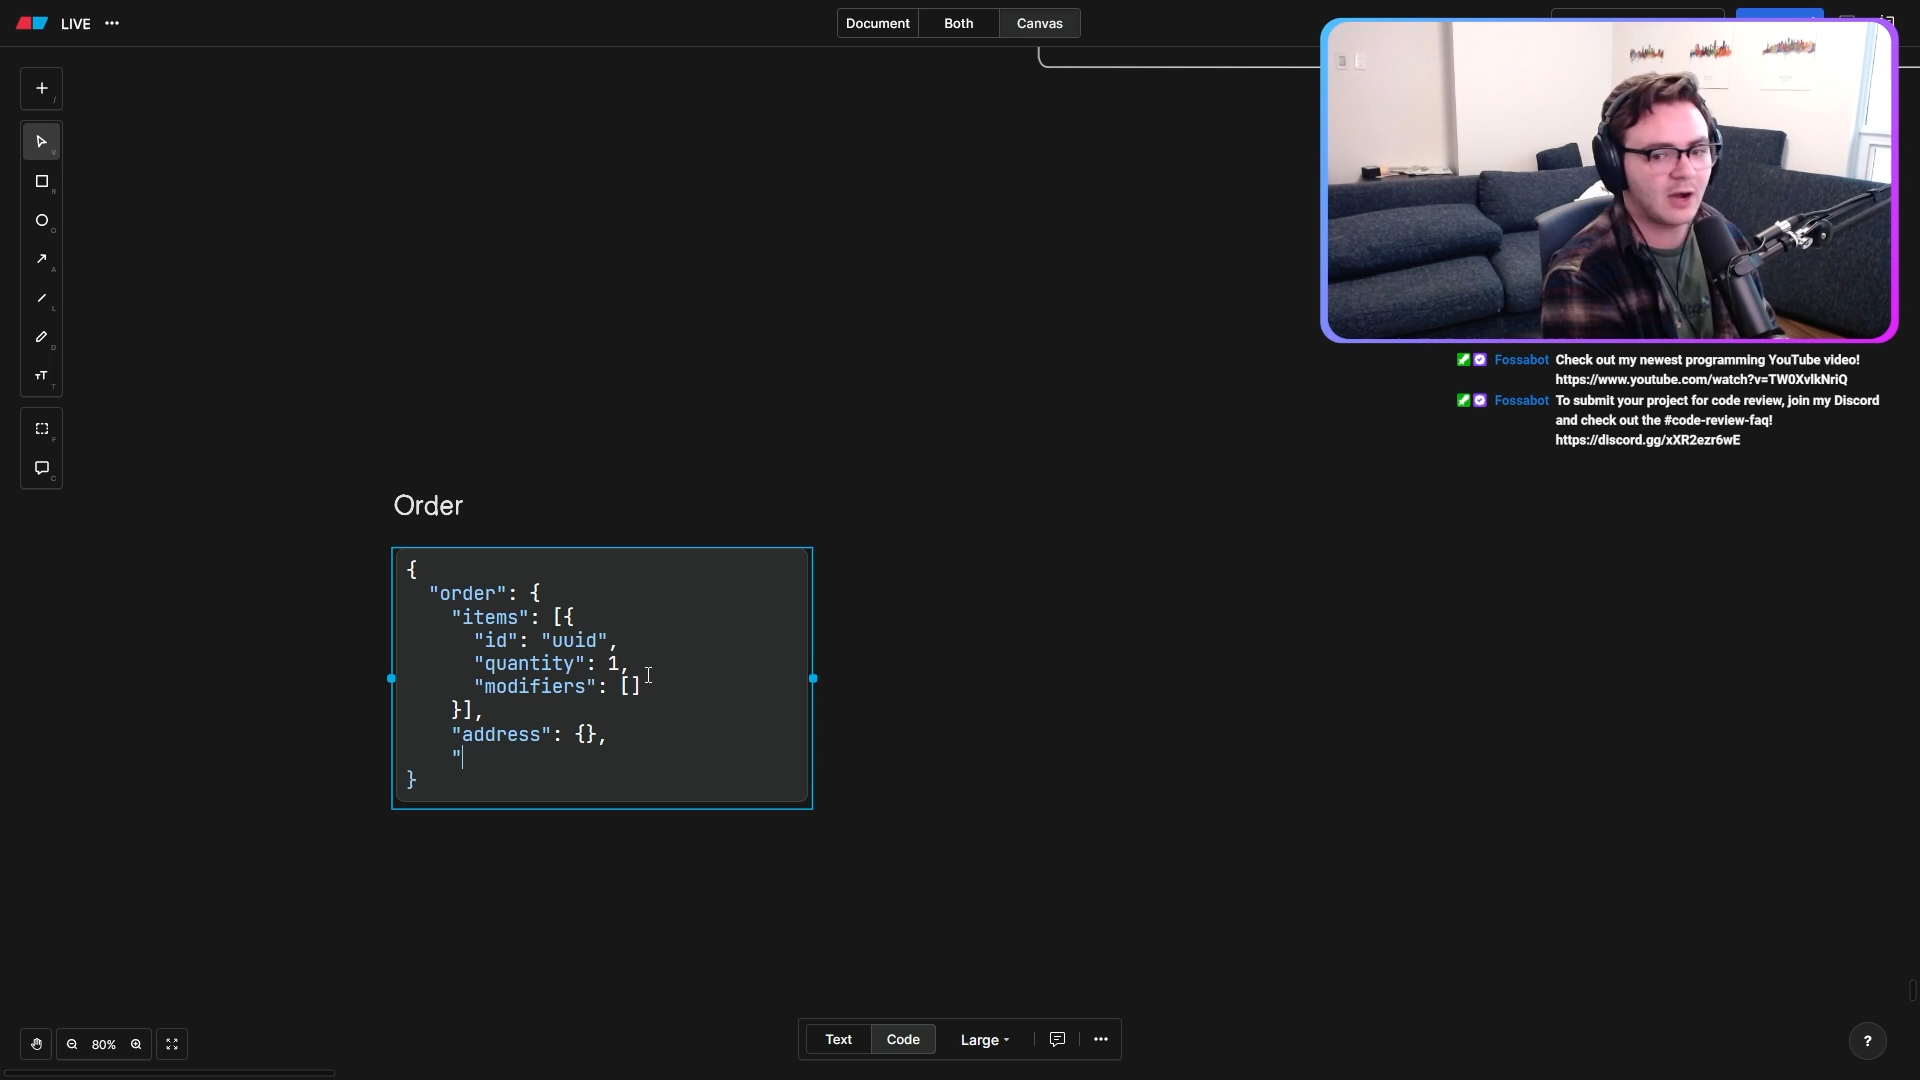 LIVE
Document
Both
Canvas
/
V
R
O
A
L
D
TT
T
F
C
Fossabot Check out my newest programming YouTube video!
https://www.youtube.com/watch?v=TW0XvlkNriQ
Fossabot To submit your project for code review, join my Discord
and check out the #code-review-faq!
https://discord.gg/xXR2ezr6wE
Order
{
"order": {
"items": [{
"id": "uuid",
"quantity": 1,
"modifiers": []
}],
"address": {},
"
}
80%
Text
Code
Large
?